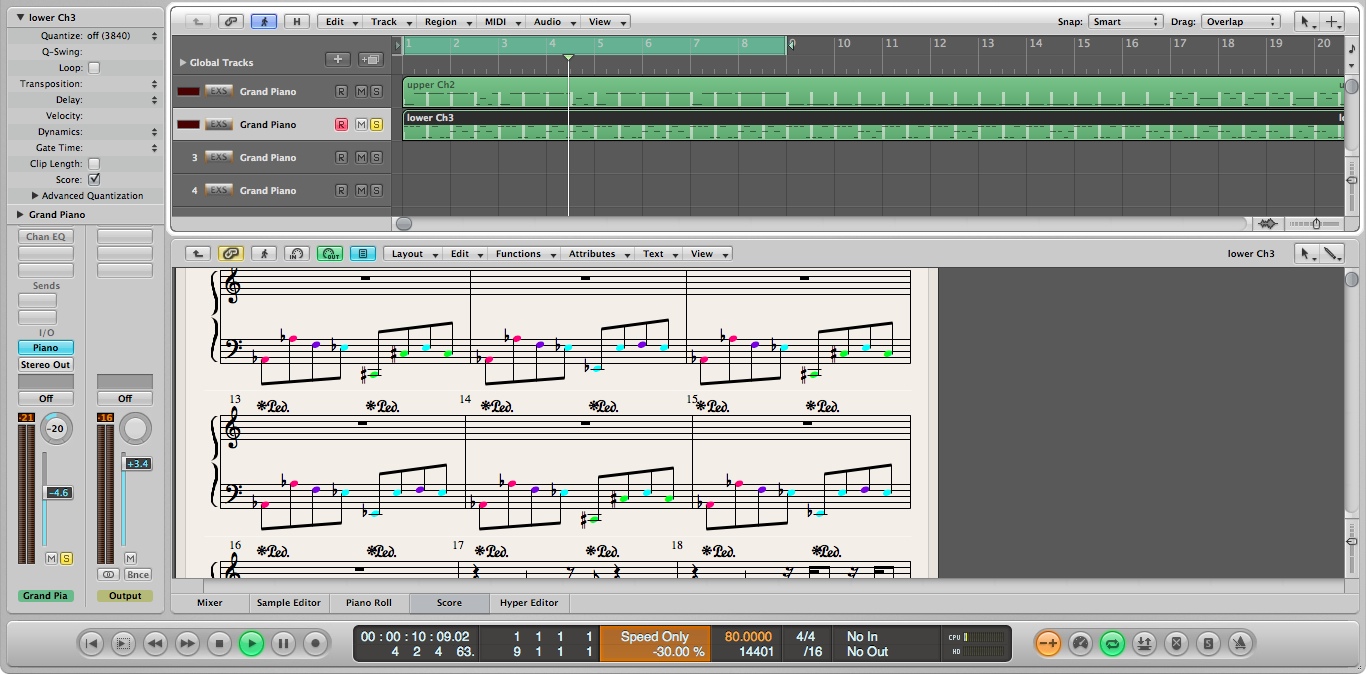 lower Ch3
Quantize: off (3840)
Q-Swing:
Loop:
Transposition:
Delay:
Velocity:
Dynamics:
Gate Time:
Clip Length:
Score:
Advanced Quantization
Grand Piano
Chan EQ
Sends
I/O
Piano
Stereo Out
Off Off
-21 -20 -16
+3.4
-4.6
M S M
Bnce
Grand Pia Output
H Edit Track Region MIDI Audio View Snap: Smart Drag: Overlap
1 2 3 4 5 6 7 8 9 10 11 12 13 14 15 16 17 18 19 20
Global Tracks
EXS Grand Piano R M S upper Ch2 u
EXS Grand Piano R M S lower Ch3
3 EXS Grand Piano R M S
4 EXS Grand Piano R M S
IN OUT Layout Edit Functions Attributes Text View lower Ch3
13 Ped. Ped. 14 Ped. Ped. 15 Ped. Ped.
16 Ped. Ped. 17 Ped. Ped. 18 Ped. Ped.
Mixer Sample Editor Piano Roll Score Hyper Editor
00 : 00 : 10 : 09.02 1 1 1 1 Speed Only 80.0000 4/4 No In CPU
4 2 4 63. 9 1 1 1 -30.00 % 14401 /16 No Out HD
S